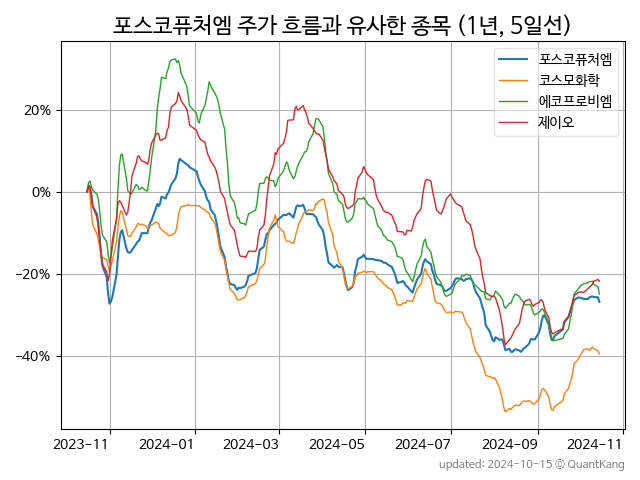 포스코퓨처엠 주가 흐름과 유사한 종목 (1년, 5일선)
포스코퓨처엠
코스모화학
에코프로비엠
제이오
20%
0%
−20%
−40%
2023-11 2024-01 2024-03 2024-05 2024-07 2024-09 2024-11
updated: 2024-10-15 © QuantKang